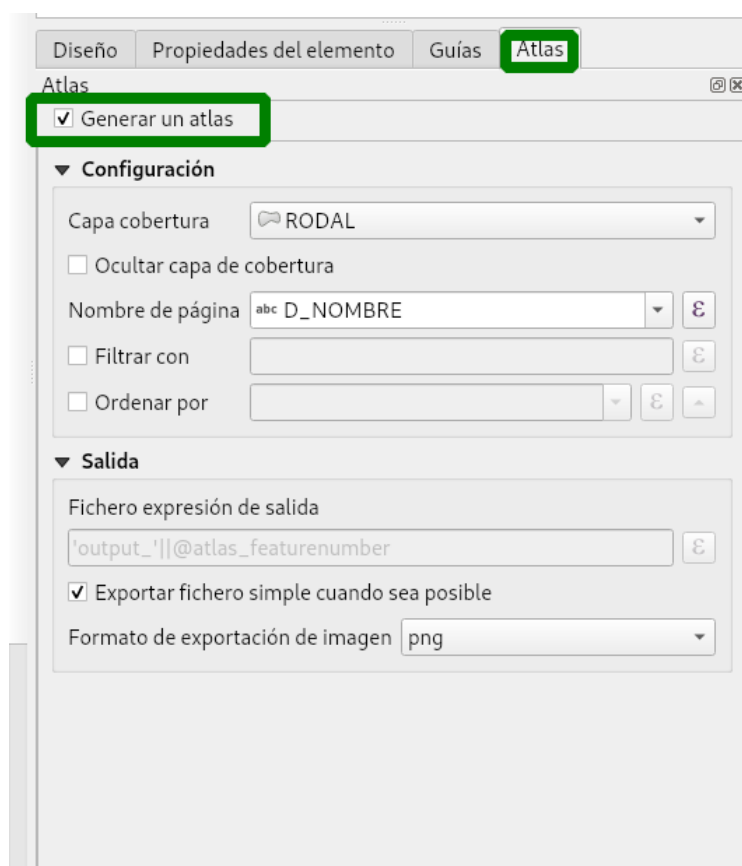 Diseño Propiedades del elemento Guías Atlas
Atlas
Generar un atlas
Configuración
Capa cobertura RODAL
Ocultar capa de cobertura
Nombre de página abc D_NOMBRE ε
Filtrar con ε
Ordenar por ε
Salida
Fichero expresión de salida
'output_'||@atlas_featurenumber ε
Exportar fichero simple cuando sea posible
Formato de exportación de imagen png